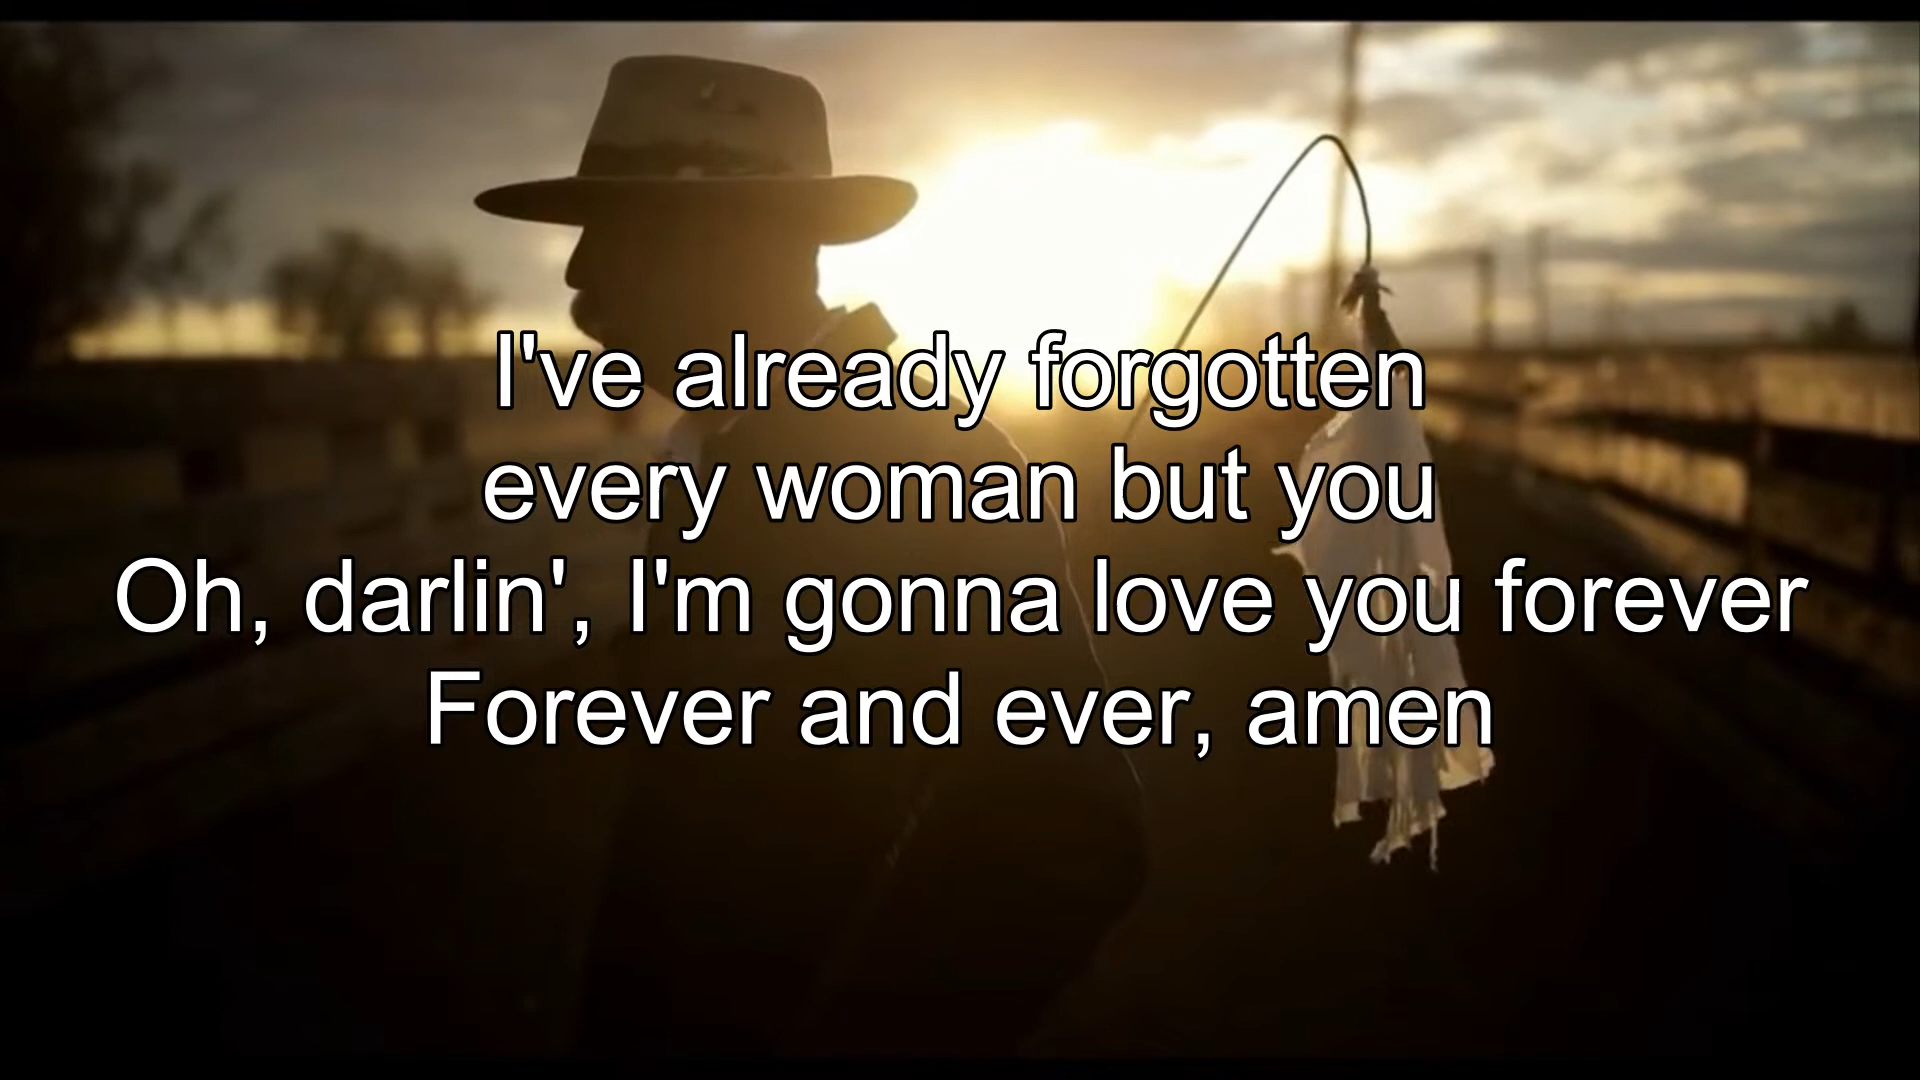 I've already forgotten
every woman but you
Oh, darlin', I'm gonna love you forever
Forever and ever, amen